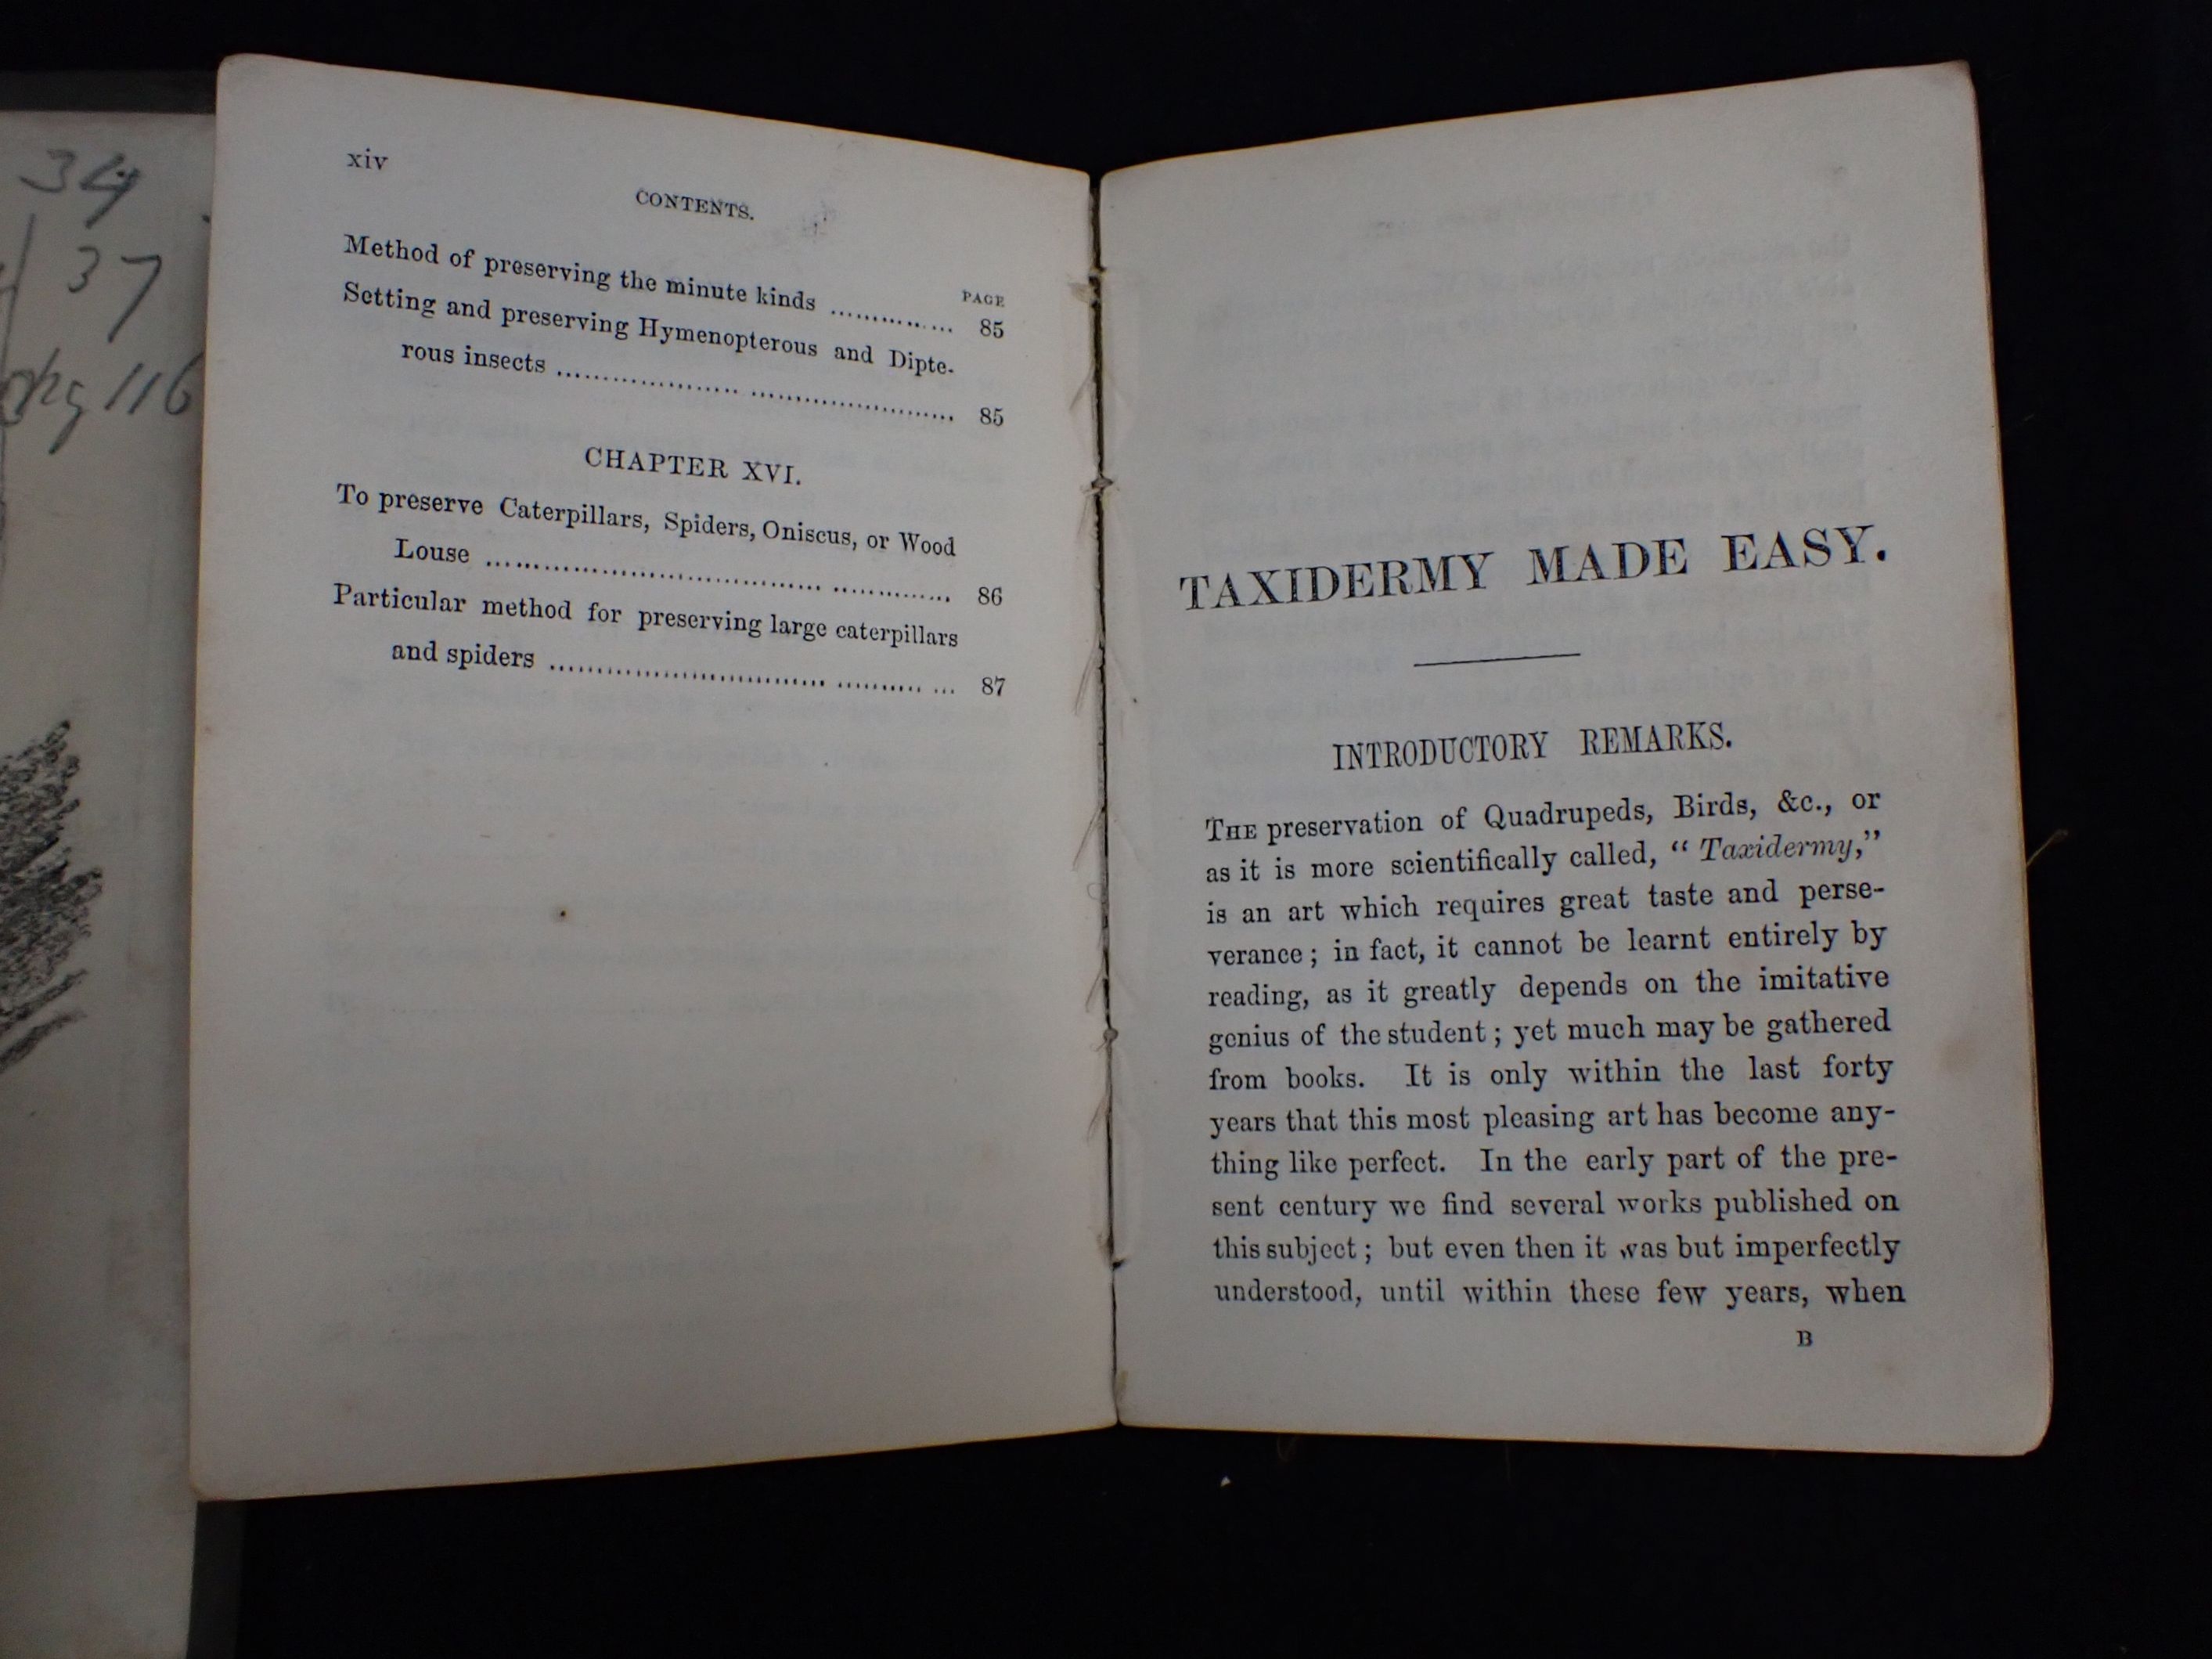 34
37
pkg 116
xiv
CONTENTS.
PAGE
Method of preserving the minute kinds .............. 85
Setting and preserving Hymenopterous and Dipte-
rous insects ........................................... 85
CHAPTER XVI.
To preserve Caterpillars, Spiders, Oniscus, or Wood
Louse .................................................. 86
Particular method for preserving large caterpillars
and spiders ............................................ 87
TAXIDERMY MADE EASY.
INTRODUCTORY REMARKS.
THE preservation of Quadrupeds, Birds, &c., or
as it is more scientifically called, “ Taxidermy,”
is an art which requires great taste and perse-
verance ; in fact, it cannot be learnt entirely by
reading, as it greatly depends on the imitative
genius of the student ; yet much may be gathered
from books. It is only within the last forty
years that this most pleasing art has become any-
thing like perfect. In the early part of the pre-
sent century we find several works published on
this subject ; but even then it was but imperfectly
understood, until within these few years, when
B